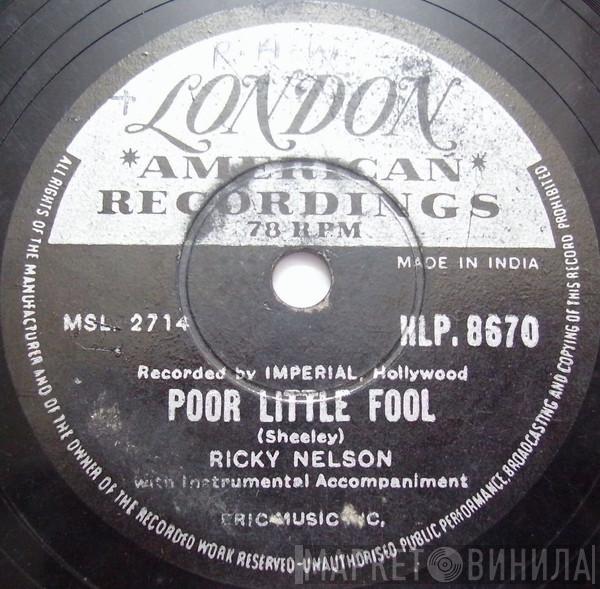 R. A. W
LONDON
*AMERICAN*
RECORDINGS
78 RPM
MADE IN INDIA
MSL. 2714
HLP. 8670
Recorded by IMPERIAL, Hollywood
POOR LITTLE FOOL
(Sheeley)
RICKY NELSON
with Instrumental Accompaniment
ERIC MUSIC INC.
ALL RIGHTS OF THE MANUFACTURER AND OF THE OWNER OF THE RECORDED WORK RESERVED-UNAUTHORISED PUBLIC PERFORMANCE, BROADCASTING AND COPYING OF THIS RECORD PROHIBITED
МАРКЕТ ВИНИЛА